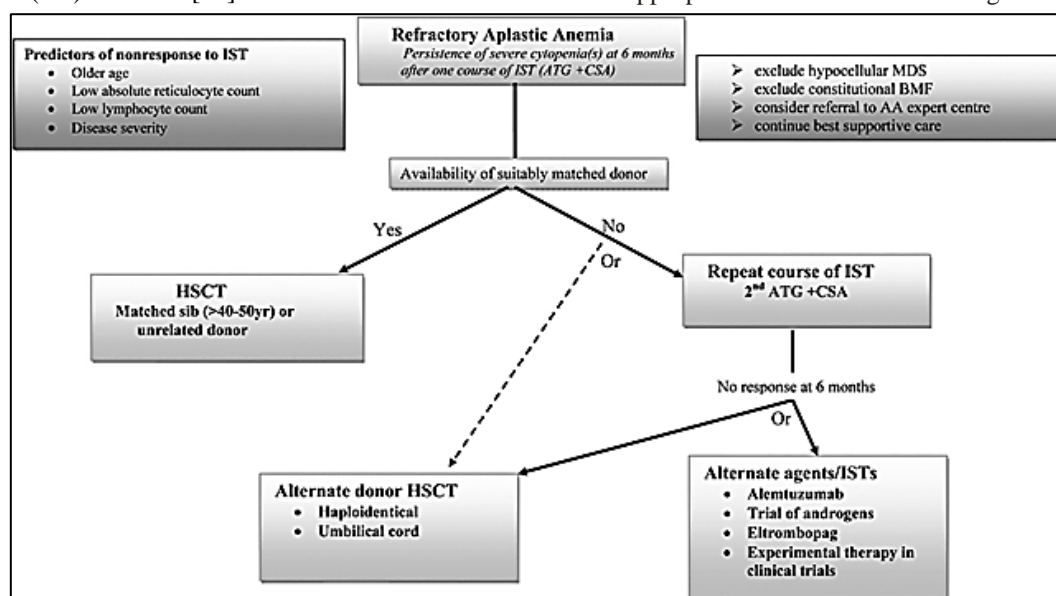 Refractory Aplastic Anemia
Persistence of severe cytopenia(s) at 6 months
after one course of IST (ATG +CSA)
Predictors of nonresponse to IST
• Older age
• Low absolute reticulocyte count
• Low lymphocyte count
• Disease severity
➢ exclude hypocellular MDS
➢ exclude constitutional BMF
➢ consider referral to AA expert centre
➢ continue best supportive care
Availability of suitably matched donor
Yes
No
Or
HSCT
Matched sib (>40-50yr) or
unrelated donor
Repeat course of IST
2nd ATG +CSA
No response at 6 months
Or
Alternate donor HSCT
• Haploidentical
• Umbilical cord
Alternate agents/ISTs
• Alemtuzumab
• Trial of androgens
• Eltrombopag
• Experimental therapy in
clinical trials